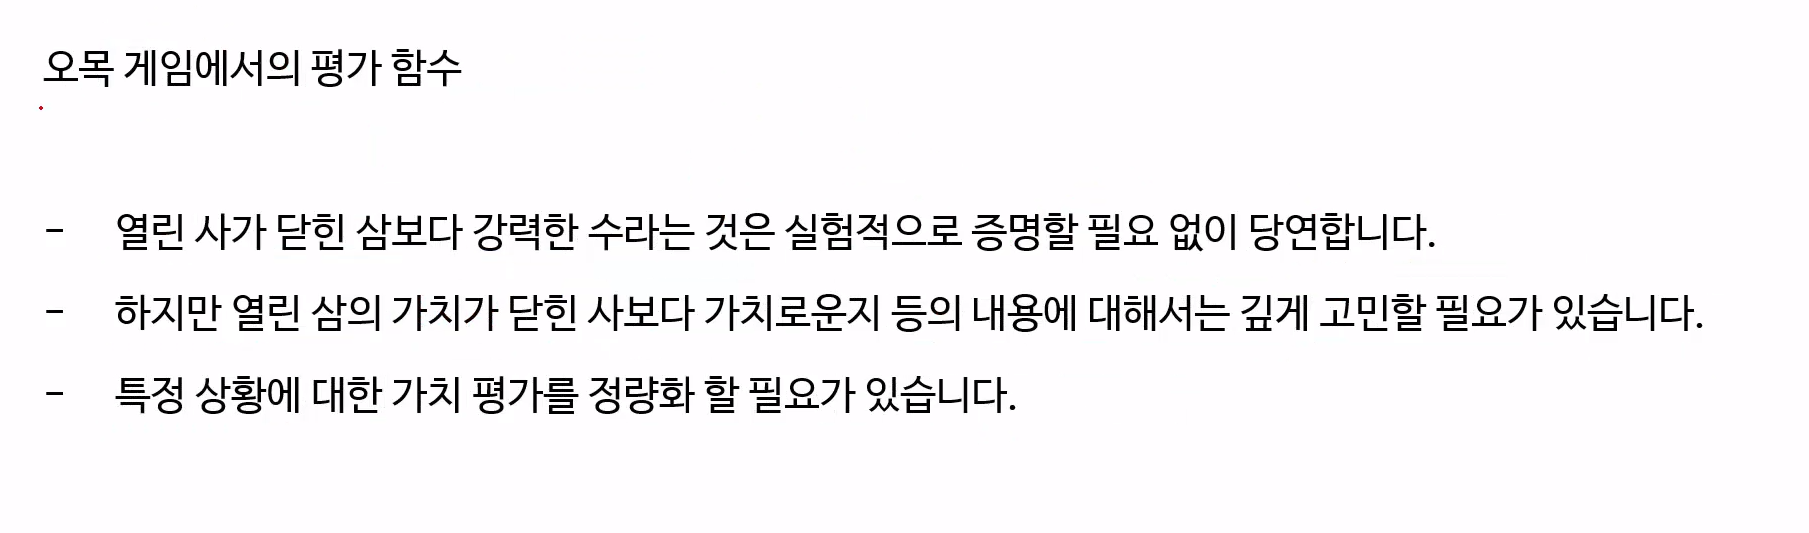 오목 게임에서의 평가 함수
- 열린 사가 닫힌 삼보다 강력한 수라는 것은 실험적으로 증명할 필요 없이 당연합니다.
- 하지만 열린 삼의 가치가 닫힌 사보다 가치로운지 등의 내용에 대해서는 깊게 고민할 필요가 있습니다.
- 특정 상황에 대한 가치 평가를 정량화 할 필요가 있습니다.